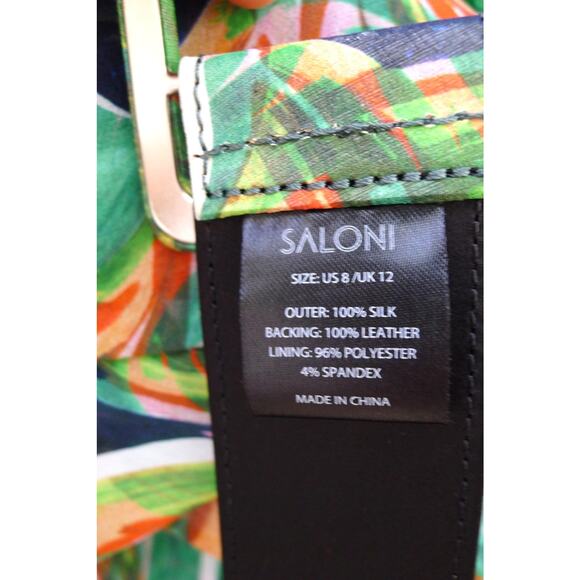 SALONI
SIZE: US 8 /UK 12
OUTER: 100% SILK
BACKING: 100% LEATHER
LINING: 96% POLYESTER
4% SPANDEX
MADE IN CHINA